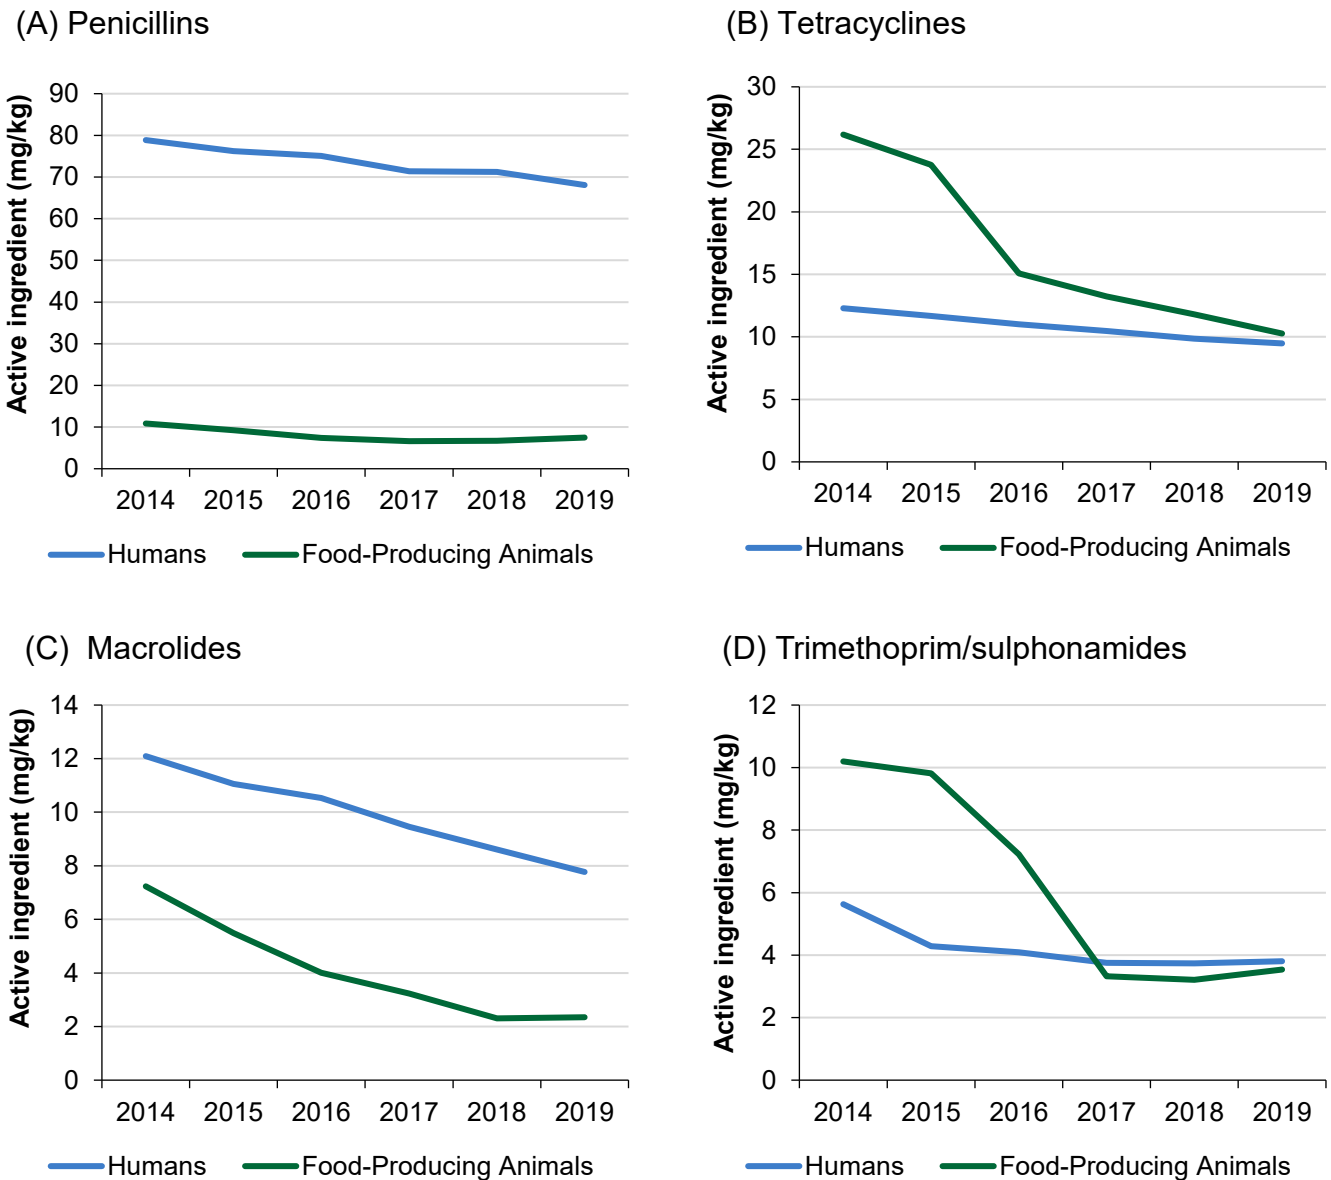 (A) Penicillins
Active ingredient (mg/kg)
90
80
70
60
50
40
30
20
10
0
2014 2015 2016 2017 2018 2019
Humans Food-Producing Animals
(B) Tetracyclines
Active ingredient (mg/kg)
30
25
20
15
10
5
0
2014 2015 2016 2017 2018 2019
Humans Food-Producing Animals
(C) Macrolides
Active ingredient (mg/kg)
14
12
10
8
6
4
2
0
2014 2015 2016 2017 2018 2019
Humans Food-Producing Animals
(D) Trimethoprim/sulphonamides
Active ingredient (mg/kg)
12
10
8
6
4
2
0
2014 2015 2016 2017 2018 2019
Humans Food-Producing Animals